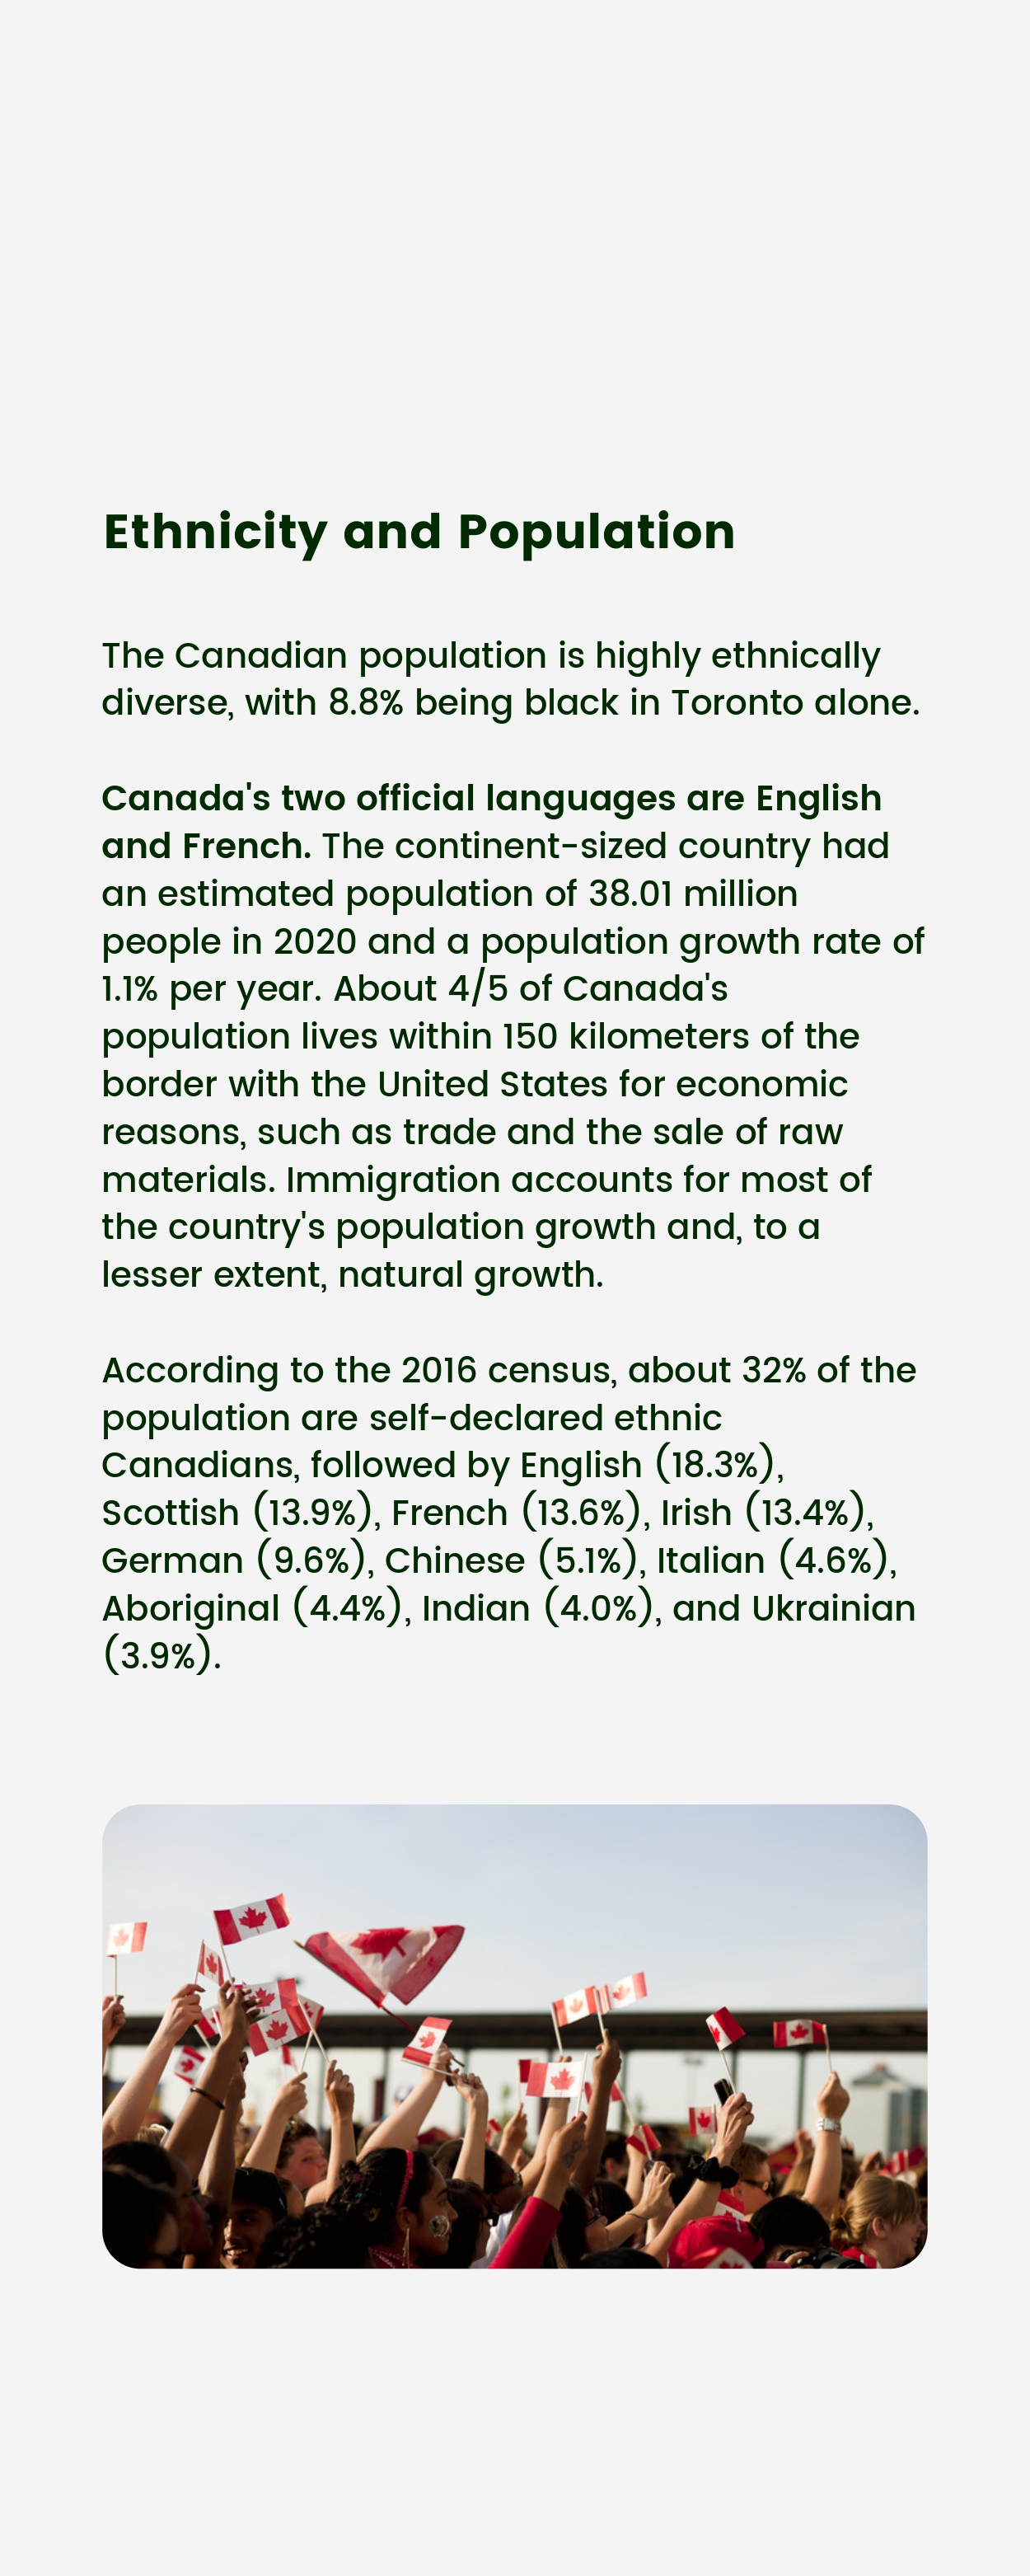 Ethnicity and Population
The Canadian population is highly ethnically
diverse, with 8.8% being black in Toronto alone.
Canada's two official languages are English
and French. The continent-sized country had
an estimated population of 38.01 million
people in 2020 and a population growth rate of
1.1% per year. About 4/5 of Canada's
population lives within 150 kilometers of the
border with the United States for economic
reasons, such as trade and the sale of raw
materials. Immigration accounts for most of
the country's population growth and, to a
lesser extent, natural growth.
According to the 2016 census, about 32% of the
population are self-declared ethnic
Canadians, followed by English (18.3%),
Scottish (13.9%), French (13.6%), Irish (13.4%),
German (9.6%), Chinese (5.1%), Italian (4.6%),
Aboriginal (4.4%), Indian (4.0%), and Ukrainian
(3.9%).